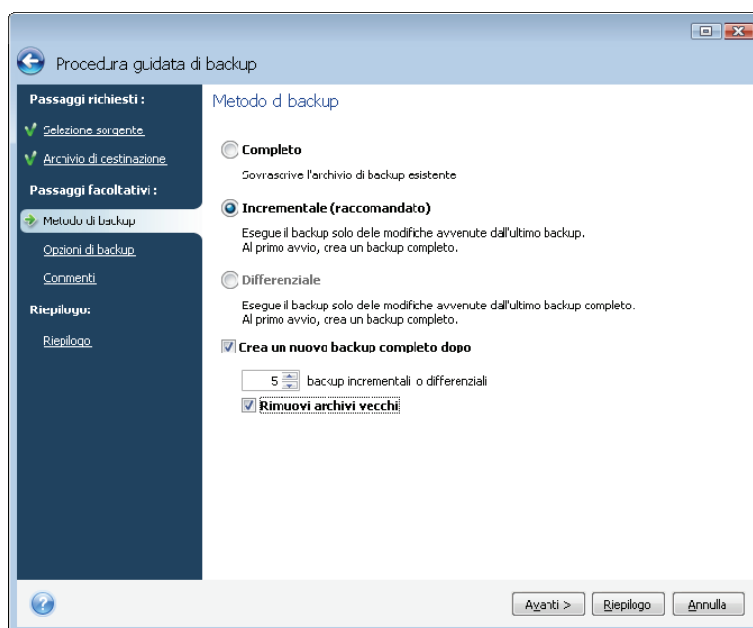 Procedura guidata di backup
Passaggi richiesti :
Selezione sorgente
Archivio di cestinazione
Passaggi facoltativi :
Metodo di backup
Opzioni di backup
Commenti
Riepilogo:
Riepilogo
Metodo d backup
Completo
Sovrascrive l'archivio di backup esistente
Incrementale (raccomandato)
Esegue il backup solo delle modifiche avvenute dall'ultimo backup.
Al primo avvio, crea un backup completo.
Differenziale
Esegue il backup solo dele modifiche avvenute dall'ultimo backup completo.
Al primo avvio, crea un backup completo.
Crea un nuovo backup completo dopo
5 backup incrementali o differenziali
Rimuovi archivi vecchi
Avanti >
Riepilogo
Annulla